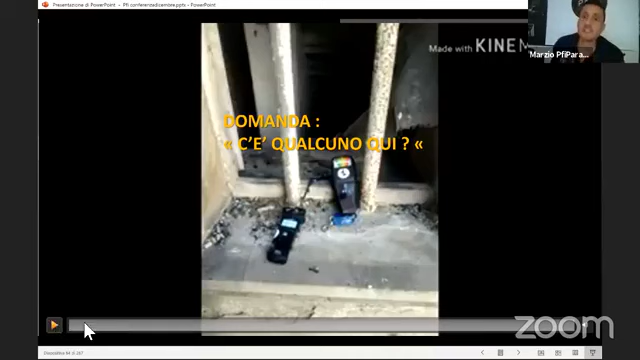 Presentazione di PowerPoint - Pfi conferenzadicembre.pptx - PowerPoint
Made with KINEM
Marzio PfiPara...
DOMANDA :
« C'E' QUALCUNO QUI ? «
zoom